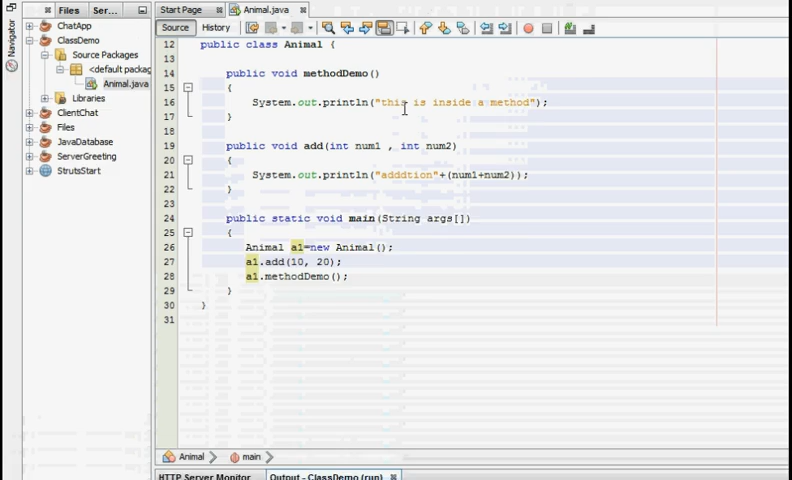 Navigator
Files
Ser...
ChatApp
ClassDemo
Source Packages
<default packag
Animal.java
Libraries
ClientChat
Files
JavaDatabase
ServerGreeting
StrutsStart
Start Page
Animal.java
Source
History
12 public class Animal {
13
14 public void methodDemo()
15 {
16 System.out.println("this is inside a method");
17 }
18
19 public void add(int num1 , int num2)
20 {
21 System.out.println("adddtion"+(num1+num2));
22 }
23
24 public static void main(String args[])
25 {
26 Animal a1=new Animal();
27 a1.add(10, 20);
28 a1.methodDemo();
29 }
30 }
31
Animal
main
HTTP Server Monitor
Output - ClassDemo (run)